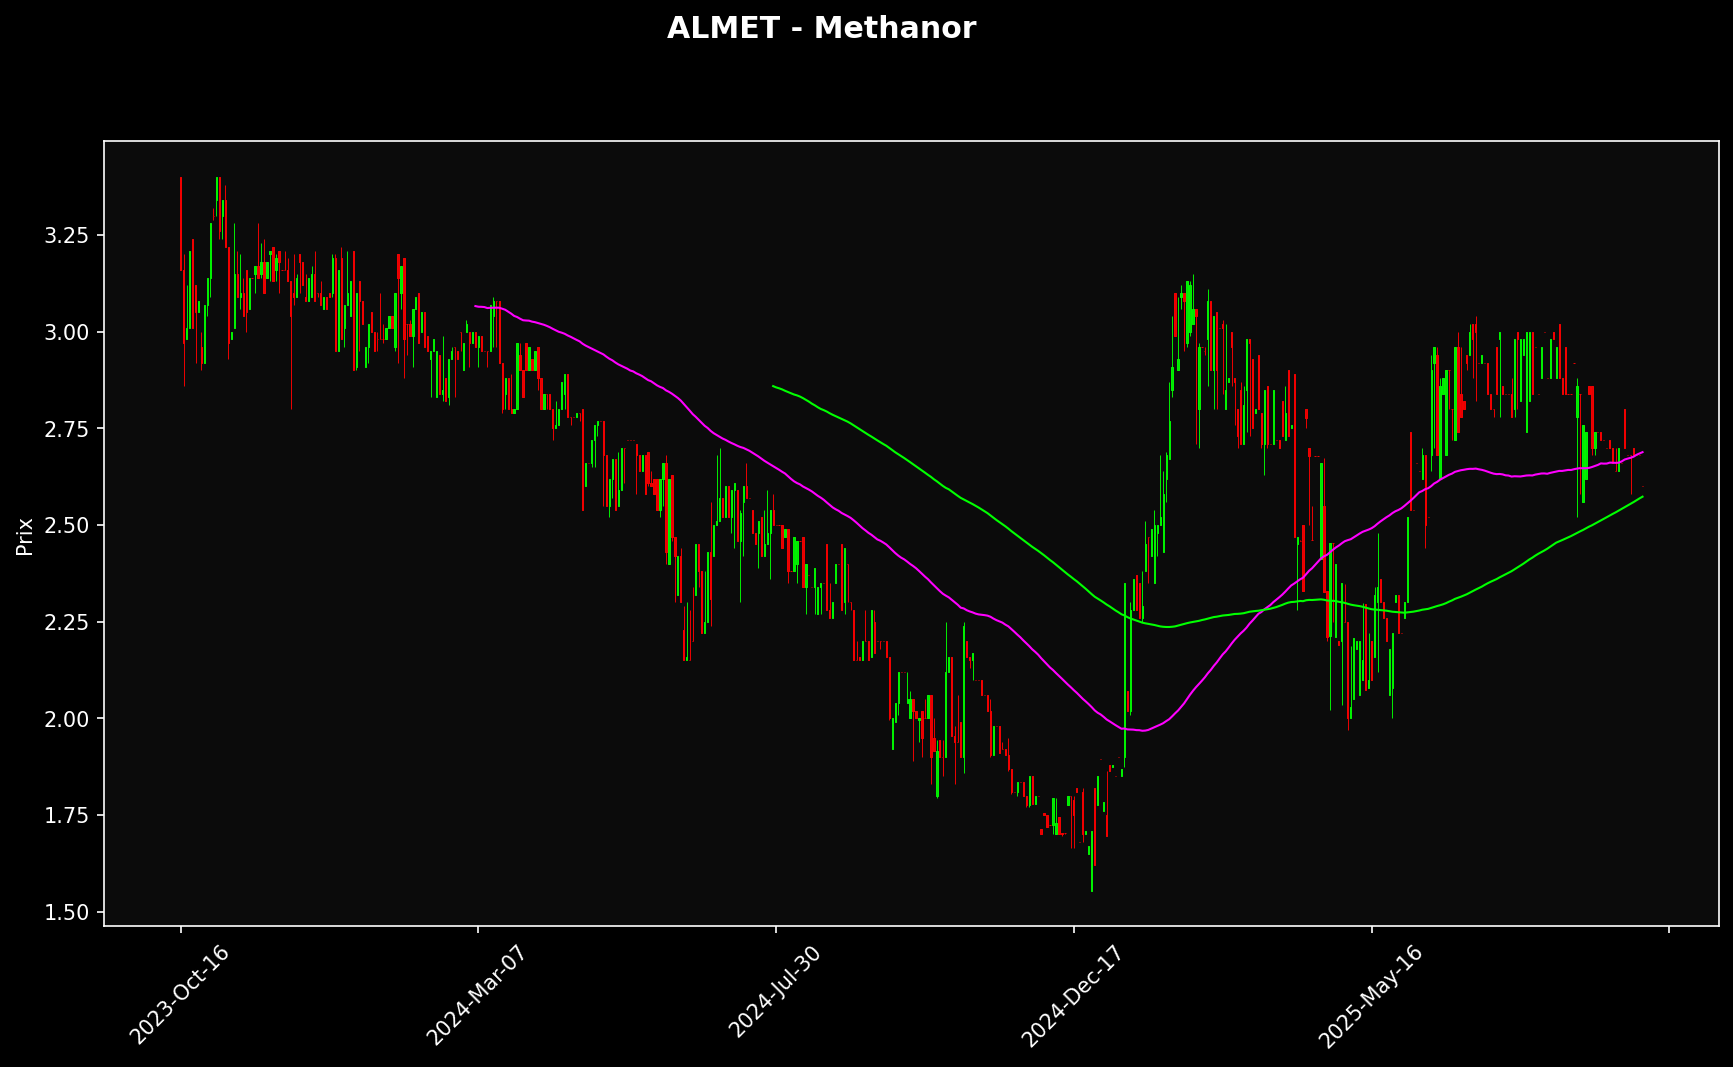 ALMET - Methanor
Prix
3.25
3.00
2.75
2.50
2.25
2.00
1.75
1.50
2023-Oct-16
2024-Mar-07
2024-Jul-30
2024-Dec-17
2025-May-16